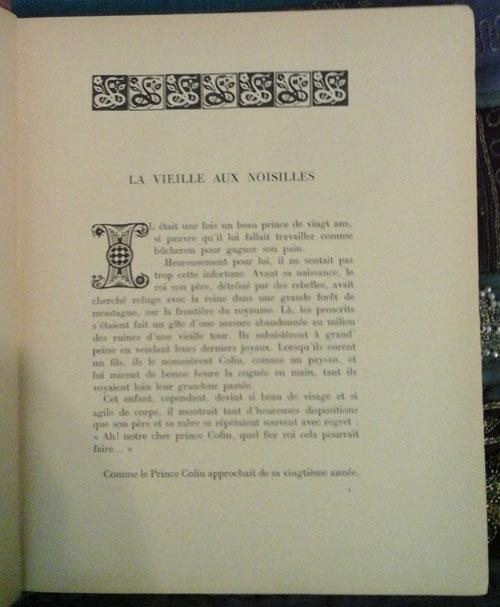 LA VIEILLE AUX NOISILLES
IL était une fois un beau prince de vingt ans,
si pauvre qu'il lui fallait travailler comme
bûcheron pour gagner son pain.
Heureusement pour lui, il ne sentait pas
trop cette infortune. Avant sa naissance, le
roi son père, détrôné par des rebelles, avait
cherché refuge avec la reine dans une grande forêt de
montagne, sur la frontière du royaume. Là, les proscrits
s'étaient fait un gîte d'une masure abandonnée au milieu
des ruines d'une vieille tour. Ils subsistèrent à grand'
peine en vendant leurs derniers joyaux. Lorsqu'ils eurent
un fils, ils le nommèrent Colin, comme un paysan, et
lui mirent de bonne heure la cognée en main, tant ils
voyaient loin leur grandeur passée.
Cet enfant, cependant, devint si beau de visage et si
agile de corps, il montrait tant d'heureuses dispositions
que son père et sa mère se répétaient souvent avec regret :
« Ah! notre cher prince Colin, quel fier roi cela pourrait
faire... »
Comme le Prince Colin approchait de sa vingtième année,